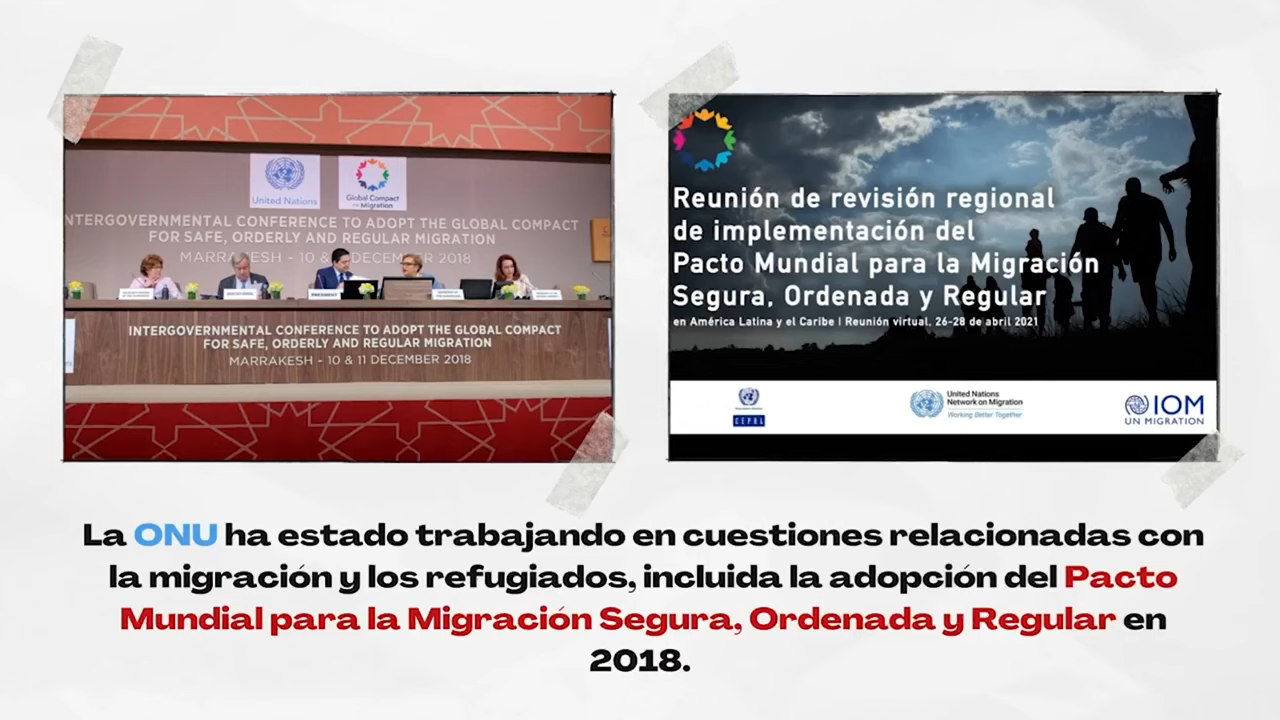 United Nations
Global Compact
for Migration
INTERGOVERNMENTAL CONFERENCE TO ADOPT THE GLOBAL COMPACT
FOR SAFE, ORDERLY AND REGULAR MIGRATION
MARRAKESH - 10 & DECEMBER 2018
PRESIDENT
INTERGOVERNMENTAL CONFERENCE TO ADOPT THE GLOBAL COMPACT
FOR SAFE, ORDERLY AND REGULAR MIGRATION
MARRAKESH - 10 & 11 DECEMBER 2018
Reunión de revisión regional
de implementación del
Pacto Mundial para la Migración
Segura, Ordenada y Regular
en América Latina y el Caribe | Reunión virtual, 26-28 de abril 2021
CEPAL
United Nations
Network on Migration
Working Better Together
IOM
UN MIGRATION
La ONU ha estado trabajando en cuestiones relacionadas con
la migración y los refugiados, incluida la adopción del Pacto
Mundial para la Migración Segura, Ordenada y Regular en
2018.